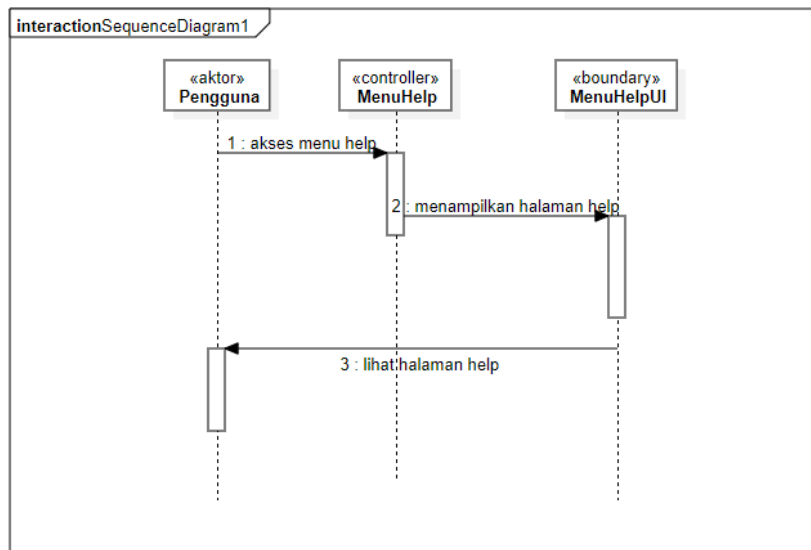 interactionSequenceDiagram1
«aktor»
Pengguna
«controller»
MenuHelp
«boundary»
MenuHelpUI
1 : akses menu help
2 : menampilkan halaman help
3 : lihat halaman help